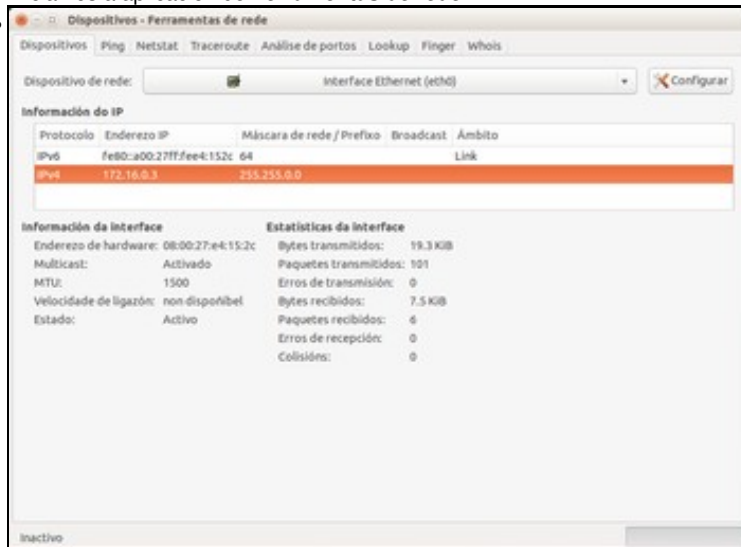 Dispositivos - Ferramentas de rede
Dispositivos Ping Netstat Traceroute Análise de portos Lookup Finger Whois
Dispositivo de rede: Interface Ethernet (eth0) Configurar
Información do IP
Protocolo Enderezo IP Máscara de rede / Prefixo Broadcast Ámbito
IPv6 fe80::a00:27ff:fee4:152c 64 Link
IPv4 172.16.0.3 255.255.0.0
Información da interface Estatísticas da interface
Enderezo de hardware: 08:00:27:e4:15:2c Bytes transmitidos: 19.3 KiB
Multicast: Activado Paquetes transmitidos: 101
MTU: 1500 Erros de transmisión: 0
Velocidade de ligazón: non dispoñíbel Bytes recibidos: 7.5 KiB
Estado: Activo Paquetes recibidos: 6
Erros de recepción: 0
Colisións: 0
Inactivo